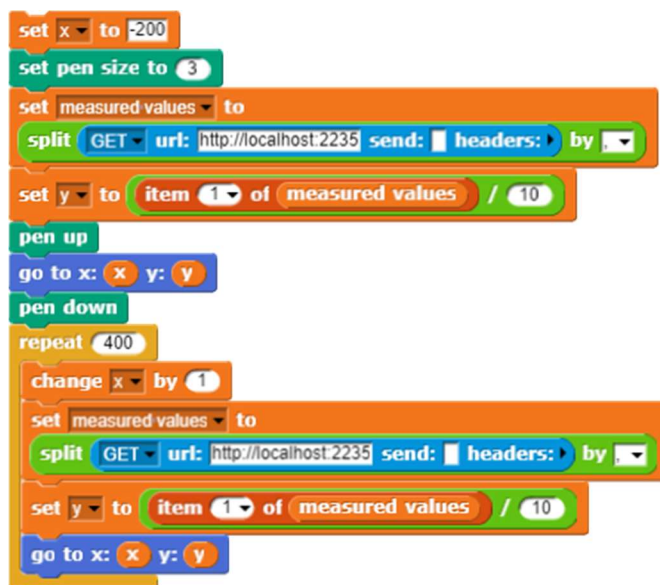 set x to -200
set pen size to 3
set measured values to
split GET url: http://localhost:2235 send: headers: by ,
set y to item 1 of measured values / 10
pen up
go to x: x y: y
pen down
repeat 400
change x by 1
set measured values to
split GET url: http://localhost:2235 send: headers: by ,
set y to item 1 of measured values / 10
go to x: x y: y